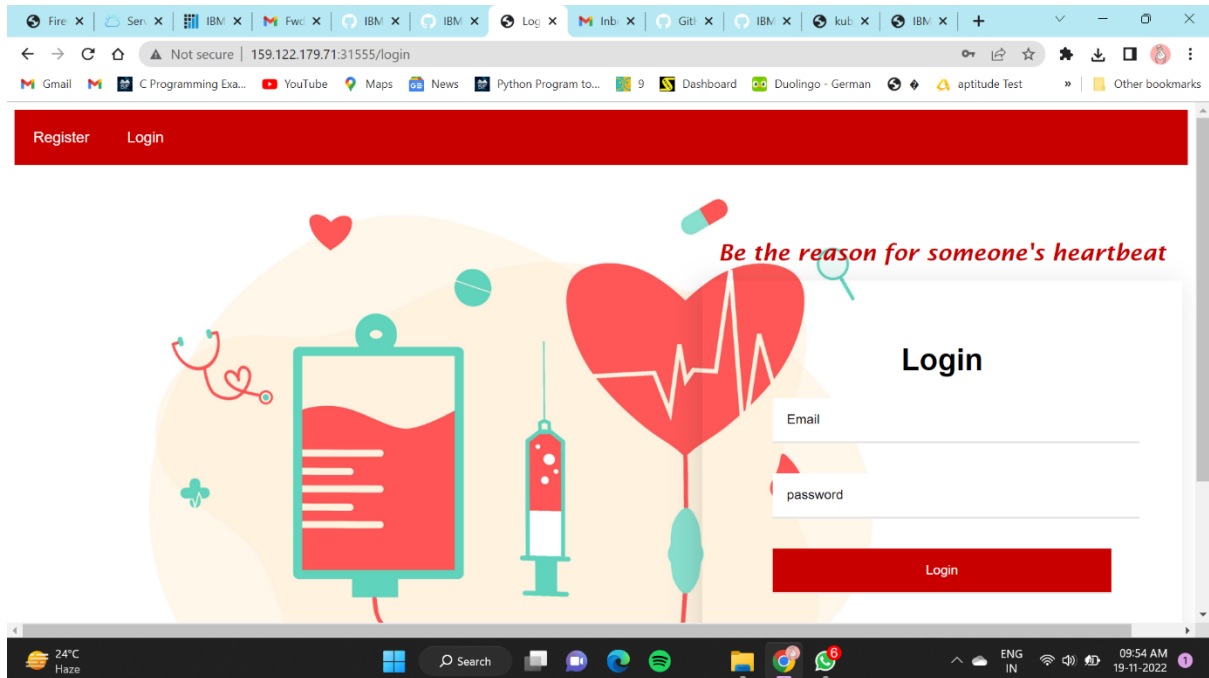 Fire Serv IBM Fwd IBM IBM Log Inb GitH IBM kub IBM
Not secure | 159.122.179.71:31555/login
Gmail C Programming Exa... YouTube Maps News Python Program to... 9 Dashboard Duolingo - German aptitude Test » Other bookmarks
Register Login
Be the reason for someone's heartbeat
Login
Email
password
Login
24°C
Haze
Search
6
ENG
IN
09:54 AM
19-11-2022
1